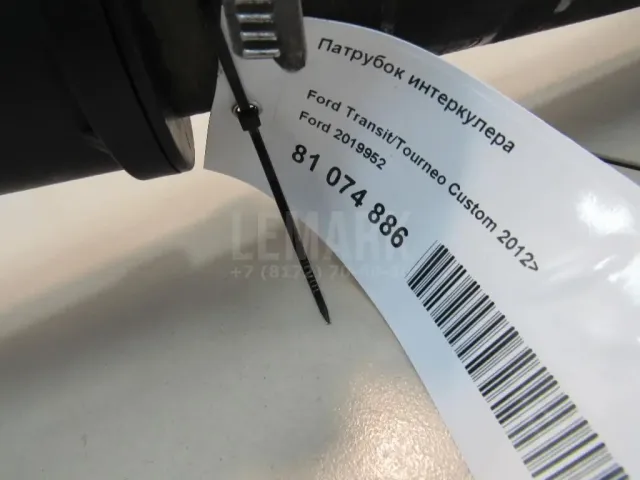 Патрубок интеркулера
Ford Transit/Tourneo Custom 2012>
Ford 2019952
81 074 886
LEMARK